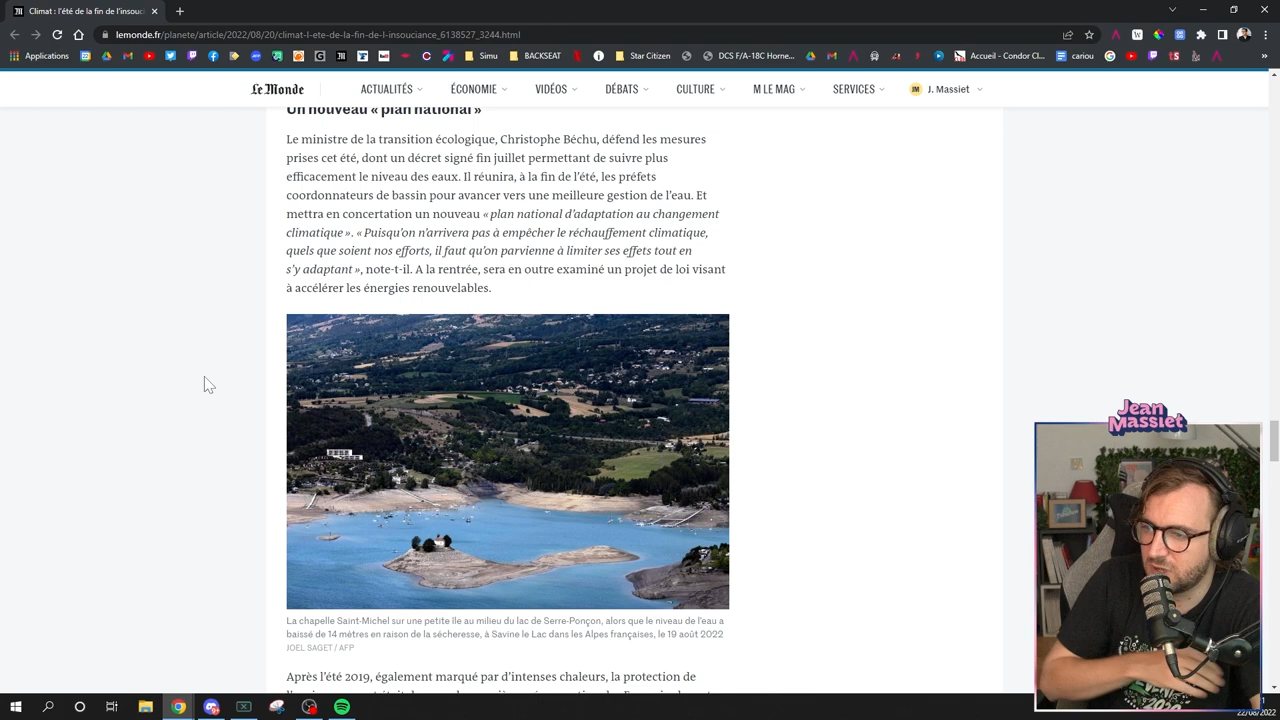 Climat : l'été de la fin de l'insouci
lemonde.fr/planete/article/2022/08/20/climat-l-ete-de-la-fin-de-l-insouciance_6138527_3244.html
Applications
Simu
BACKSEAT
Star Citizen
DCS F/A-18C Horne...
Accueil - Condor Cl...
cariou
Le Monde
ACTUALITÉS
ÉCONOMIE
VIDÉOS
DÉBATS
CULTURE
M LE MAG
SERVICES
JM
J. Massiet
Un nouveau « plan national »
Le ministre de la transition écologique, Christophe Béchu, défend les mesures
prises cet été, dont un décret signé fin juillet permettant de suivre plus
efficacement le niveau des eaux. Il réunira, à la fin de l'été, les préfets
coordonnateurs de bassin pour avancer vers une meilleure gestion de l'eau. Et
mettra en concertation un nouveau « plan national d'adaptation au changement
climatique ». « Puisqu'on n'arrivera pas à empêcher le réchauffement climatique,
quels que soient nos efforts, il faut qu'on parvienne à limiter ses effets tout en
s'y adaptant », note-t-il. A la rentrée, sera en outre examiné un projet de loi visant
à accélérer les énergies renouvelables.
La chapelle Saint-Michel sur une petite île au milieu du lac de Serre-Ponçon, alors que le niveau de l'eau a
baissé de 14 mètres en raison de la sécheresse, à Savine le Lac dans les Alpes françaises, le 19 août 2022
JOEL SAGET / AFP
Après l'été 2019, également marqué par d'intenses chaleurs, la protection de
Jean
Massiet
22/08/2022